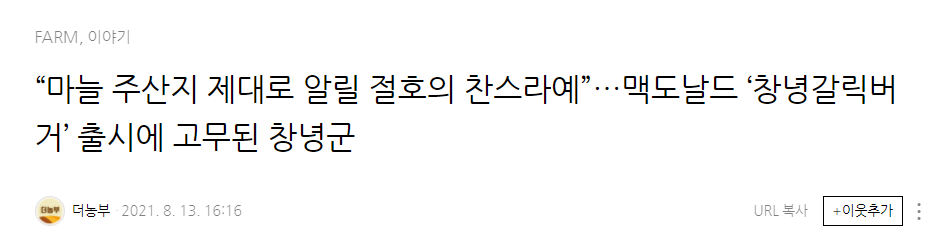 FARM, 이야기
“마늘 주산지 제대로 알릴 절호의 찬스라예”…맥도날드 ‘창녕갈릭버
거’ 출시에 고무된 창녕군
더농부
더농부 · 2021. 8. 13. 16:16
URL 복사
+이웃추가